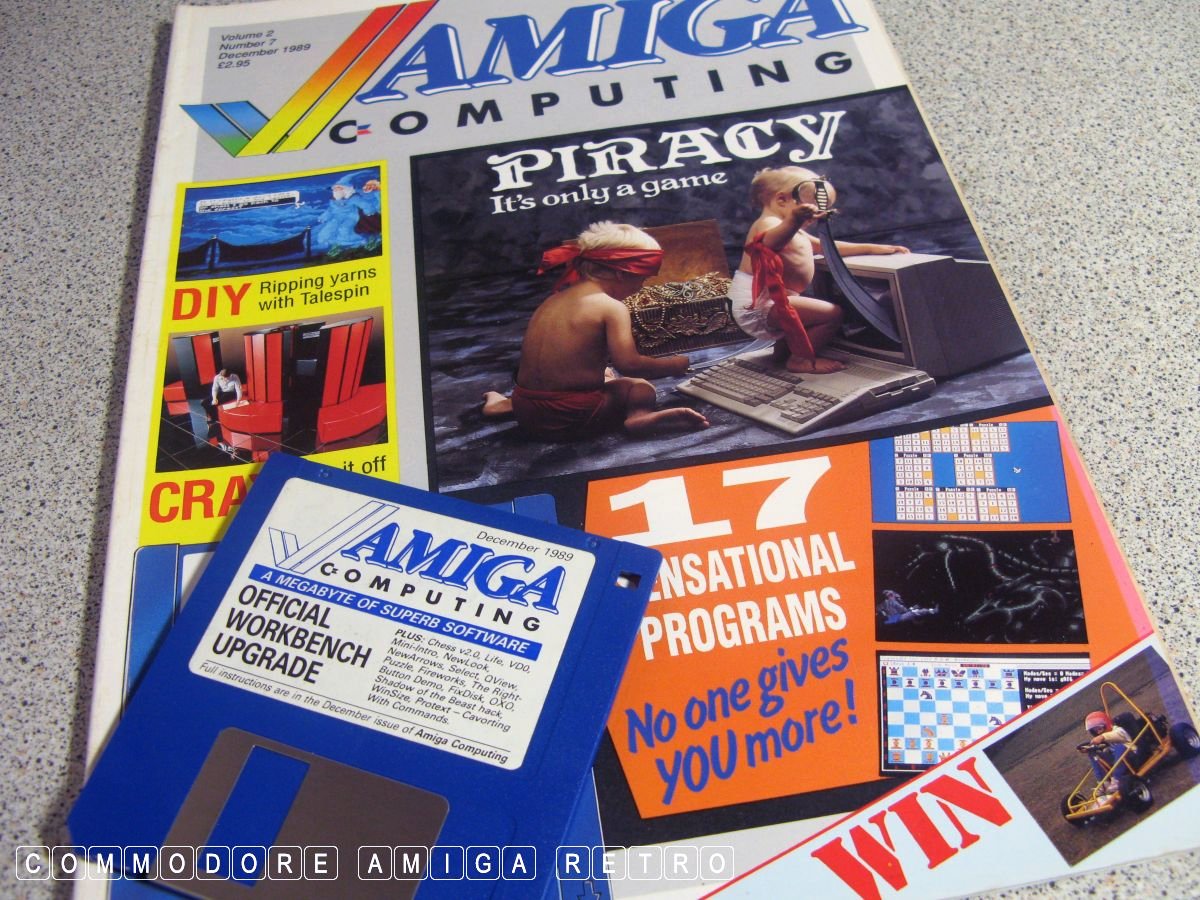 Volume 2
Number 7
December 1989
£2.95
AMIGA
COMPUTING
PIRACY
It's only a game
DIY Ripping yarns
with Talespin
it off
CRA
17
ENSATIONAL
PROGRAMS
No one gives
YOU more!
WIN
December 1989
AMIGA
COMPUTING
A MEGABYTE OF SUPERB SOFTWARE
OFFICIAL
WORKBENCH
UPGRADE
PLUS: Chess v2.0, Life, VDO,
Mini-Intro, NewLook,
NewArrows, Select, QView,
Puzzle, Fireworks, The Right-
Button Demo, FixDisk, OXO,
Shadow of the Beast hack,
WinSize, Protext – Cavorting
With Commands.
Full instructions are in the December issue of Amiga Computing
COMMODORE AMIGA RETRO